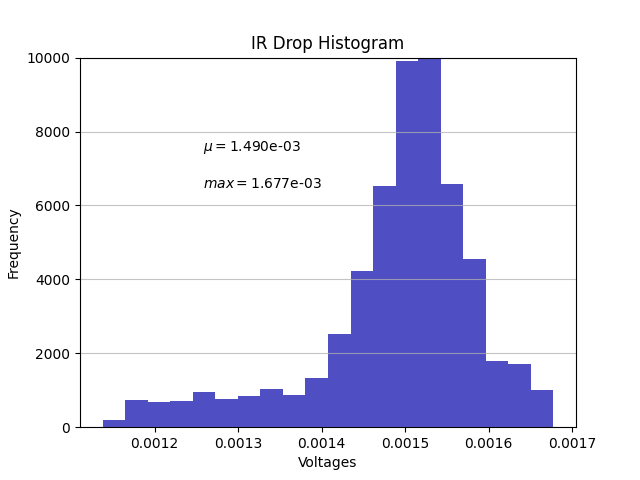 IR Drop Histogram
10000
8000
6000
4000
2000
0
Frequency
μ = 1.490e-03
max = 1.677e-03
0.0012 0.0013 0.0014 0.0015 0.0016 0.0017
Voltages